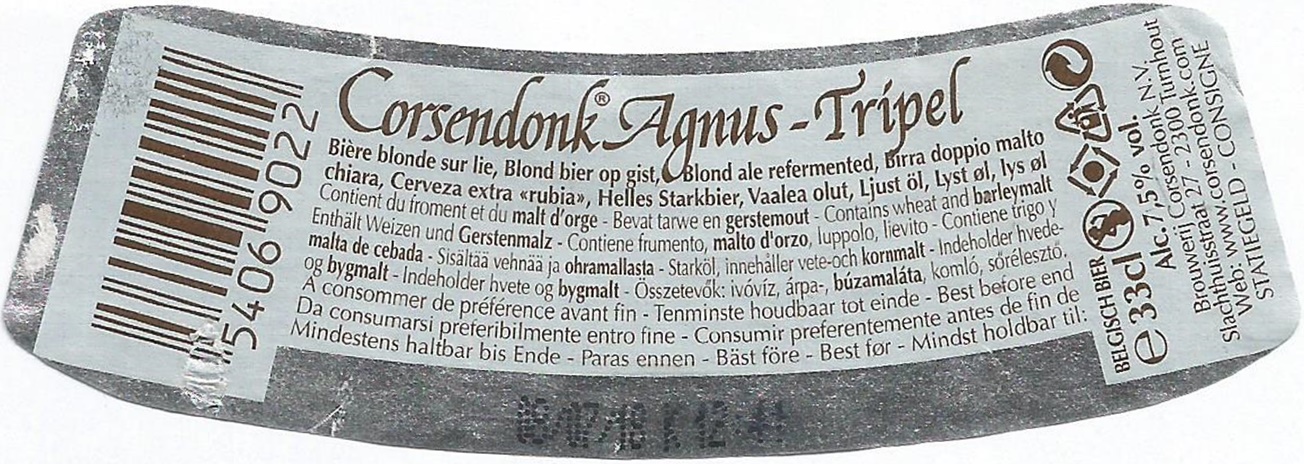 Corsendonk® Agnus-Tripel
Bière blonde sur lie, Blond bier op gist, Blond ale refermented, Birra doppio malto
chiara, Cerveza extra «rubia», Helles Starkbier, Vaalea olut, Ljust öl, Lyst øl, lys øl
Contient du froment et du malt d'orge - Bevat tarwe en gerstemout - Contains wheat and barleymalt
Enthält Weizen und Gerstenmalz - Contiene frumento, malto d'orzo, luppolo, lievito - Contiene trigo y
malta de cebada - Sisältää vehnää ja ohramallasta - Starköl, innehåller vete-och kornmalt - Indeholder hvede-
og bygmalt - Indeholder hvete og bygmalt - Összetevők: ivóvíz, árpa-, búzamaláta, komló, sörélesztő.
A consommer de préférence avant fin - Tenminste houdbaar tot einde - Best before end
Da consumarsi preferibilmente entro fine - Consumir preferentemente antes de fin de
Mindestens haltbar bis Ende - Paras ennen - Bäst före - Best før - Mindst holdbar til:
5406 9022
BELGISCH BIER
e 33cl
Alc. 7,5% vol.
Brouwerij Corsendonk N.V.
Slachthuisstraat 27 - 2300 Turnhout
Web: www.corsendonk.com
STATIEGELD - CONSIGNE